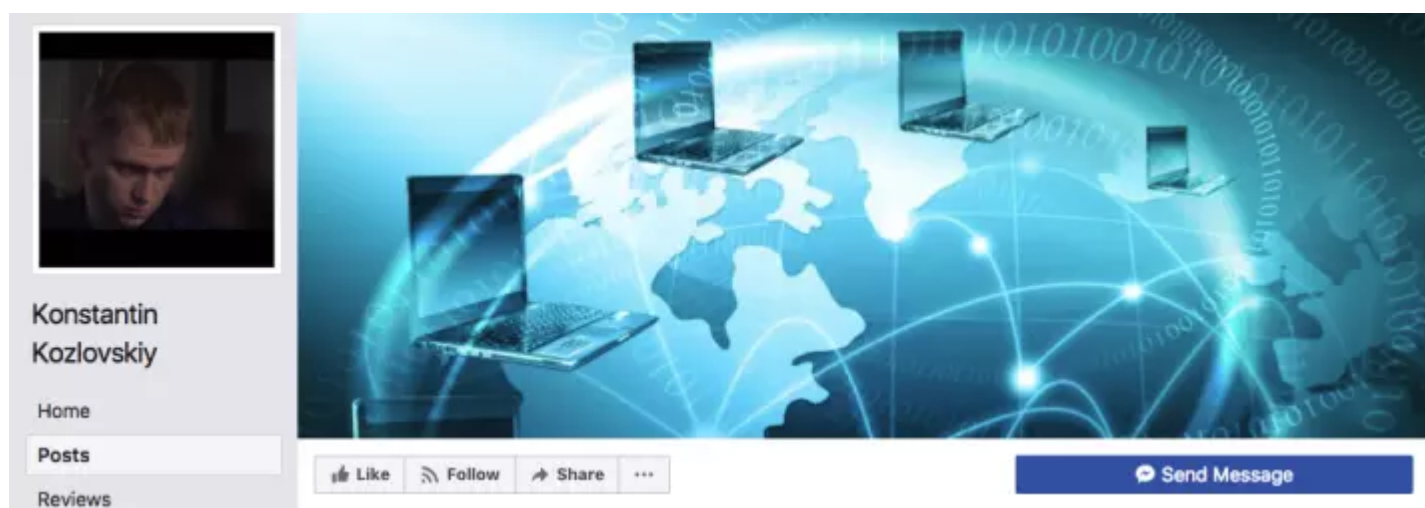 Konstantin
Kozlovskiy
Home
Posts
Reviews
Like
Follow
Share
...
Send Message